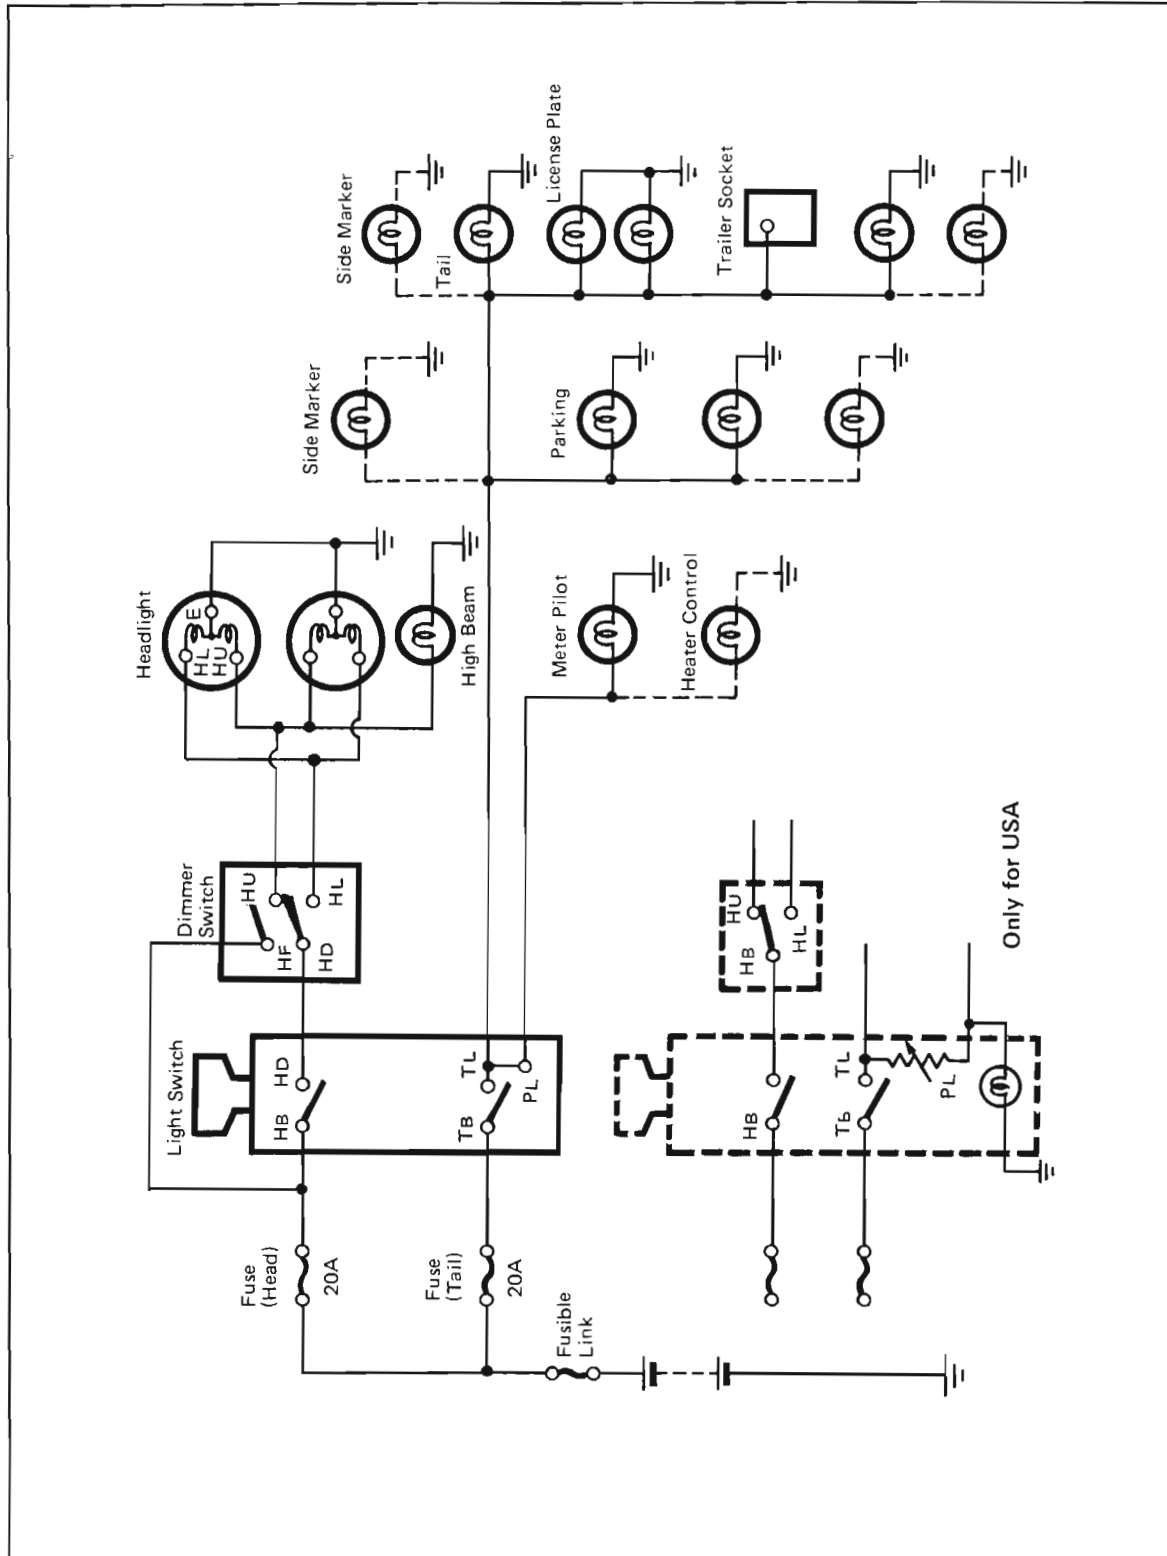 Side Marker
Tail
License Plate
Trailer Socket
Side Marker
Parking
Headlight
E
HL
HU
High Beam
Meter Pilot
Heater Control
Dimmer
Switch
HU
HL
HF
HD
Light Switch
HD
HB
TL
TB
PL
Fuse
(Head)
20A
Fuse
(Tail)
20A
Fusible
Link
HU
HB
HL
HB
TL
Tb
PL
Only for USA